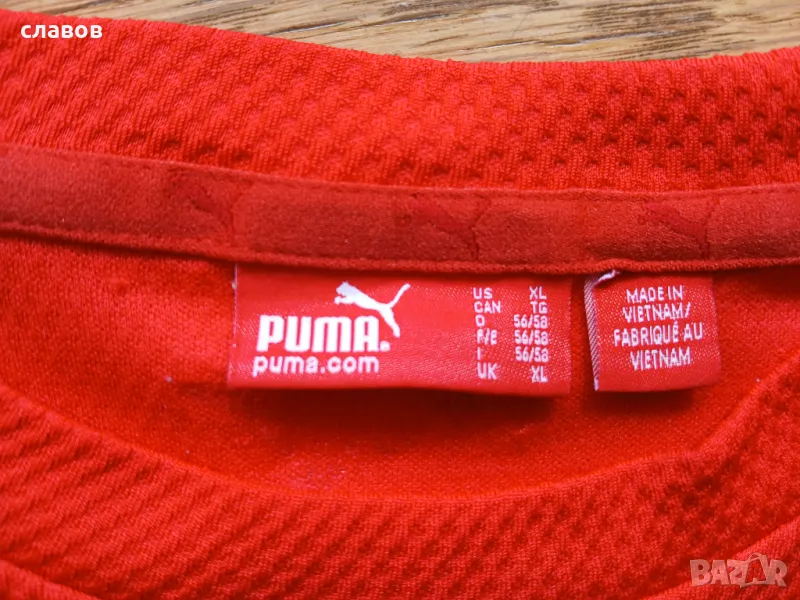 славов
PUMA®
puma.com
US XL
CAN TG
D 56/58
F/E 56/58
I 56/58
UK XL
MADE IN
VIETNAM/
FABRIQUÉ AU
VIETNAM
BAZAR